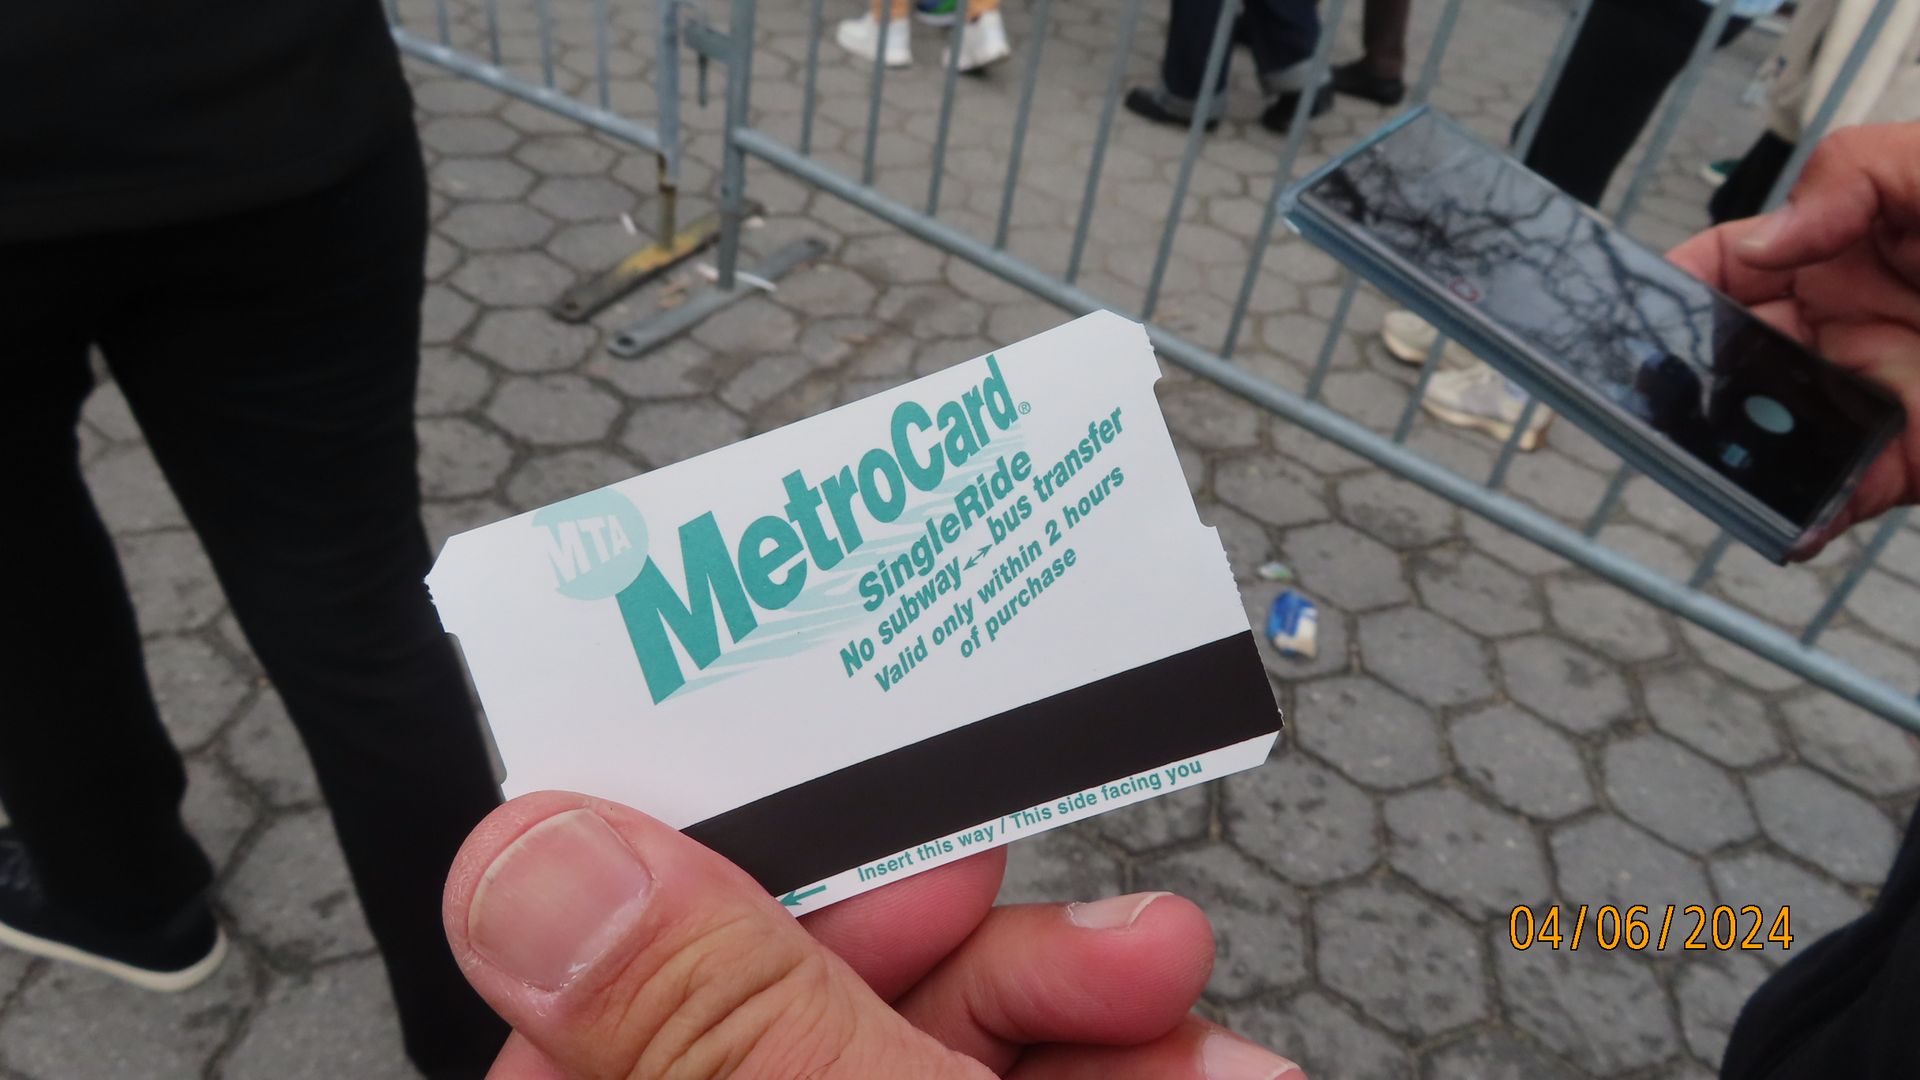 MTA
MetroCard®
SingleRide
No subway↔bus transfer
Valid only within 2 hours
of purchase
← Insert this way / This side facing you
04/06/2024